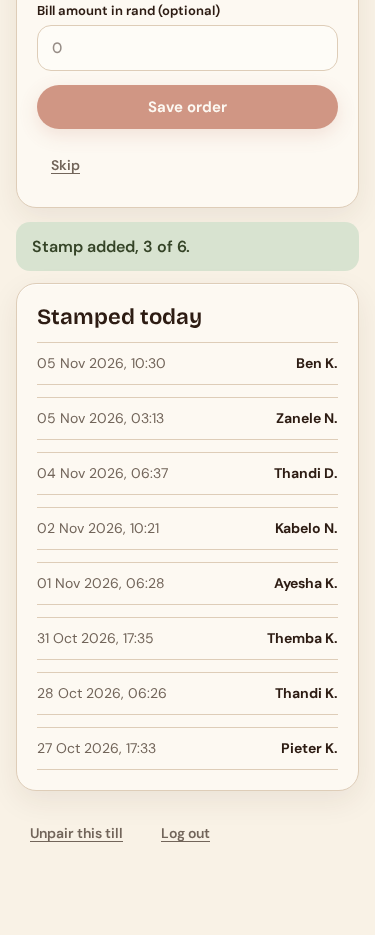 Bill amount in rand (optional)
0
Save order
Skip
Stamp added, 3 of 6.
Stamped today
05 Nov 2026, 10:30 Ben K.
05 Nov 2026, 03:13 Zanele N.
04 Nov 2026, 06:37 Thandi D.
02 Nov 2026, 10:21 Kabelo N.
01 Nov 2026, 06:28 Ayesha K.
31 Oct 2026, 17:35 Themba K.
28 Oct 2026, 06:26 Thandi K.
27 Oct 2026, 17:33 Pieter K.
Unpair this till Log out